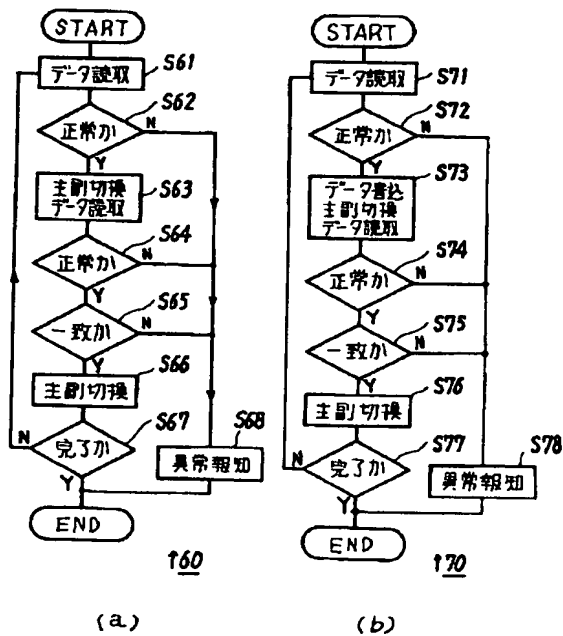 START
データ読取
S61
S62
正常か
N
Y
主副切換
データ読取
S63
S64
正常か
N
Y
S65
一致か
N
Y
S66
主副切換
S67
N
完了か
Y
S68
異常報知
END
↑60
(a)
START
データ読取
S71
S72
正常か
N
Y
S73
データ書込
主副切換
データ読取
S74
正常か
N
Y
S75
一致か
N
Y
S76
主副切換
S77
N
完了か
Y
S78
異常報知
END
↑70
(b)